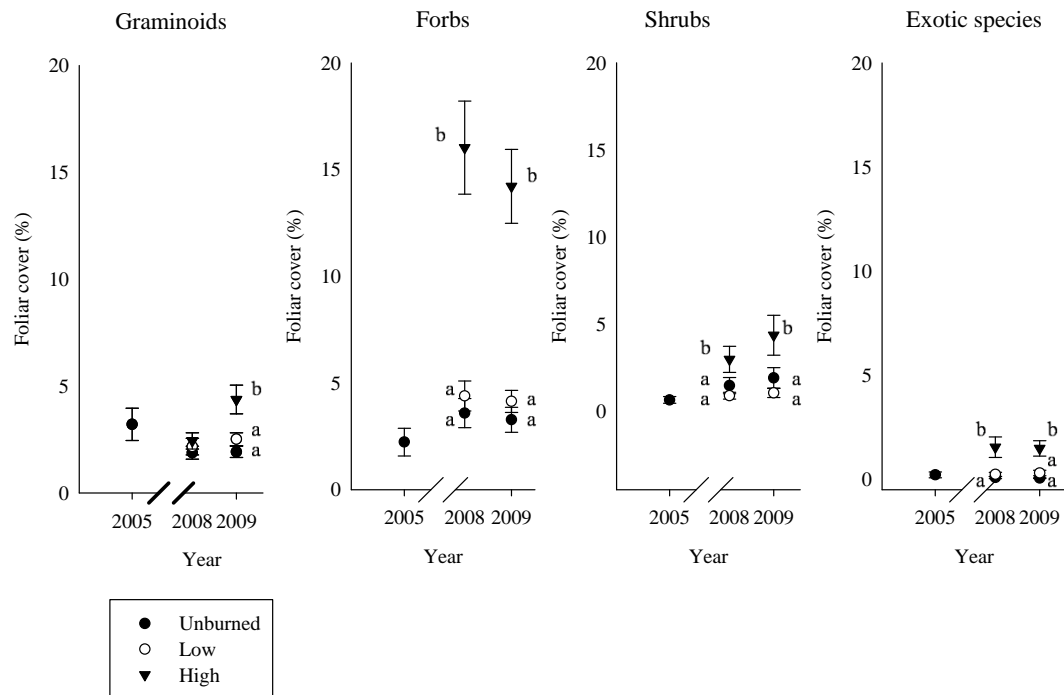 Graminoids
Forbs
Shrubs
Exotic species
Foliar cover (%)
20
15
10
5
0
b
a
a
2005
2008
2009
Year
Foliar cover (%)
20
15
10
5
0
b
b
a
a
a
a
2005
2008
2009
Year
Foliar cover (%)
20
15
10
5
0
b
b
a
a
a
a
2005
2008
2009
Year
Foliar cover (%)
20
15
10
5
0
b
b
a
a
a
2005
2008
2009
Year
Unburned
Low
High